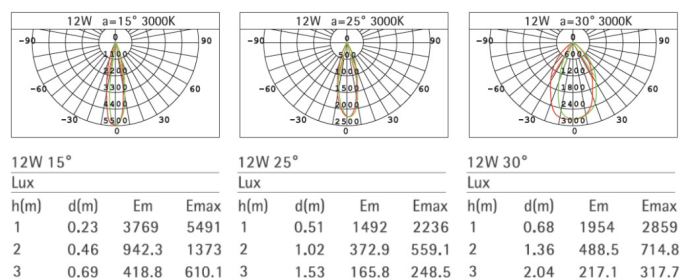 12W a=15° 3000K
-90 0 90
1100
2200
-60 3300 60
4400
-30 5500 30
0
12W a=25° 3000K
-90 0 90
500
1000
-60 1500 60
2000
-30 2500 30
0
12W a=30° 3000K
-90 0 90
600
1200
-60 1800 60
2400
-30 3000 30
0
12W 15°
Lux
h(m) d(m) Em Emax
1 0.23 3769 5491
2 0.46 942.3 1373
3 0.69 418.8 610.1
12W 25°
Lux
h(m) d(m) Em Emax
1 0.51 1492 2236
2 1.02 372.9 559.1
3 1.53 165.8 248.5
12W 30°
Lux
h(m) d(m) Em Emax
1 0.68 1954 2859
2 1.36 488.5 714.8
3 2.04 217.1 317.7